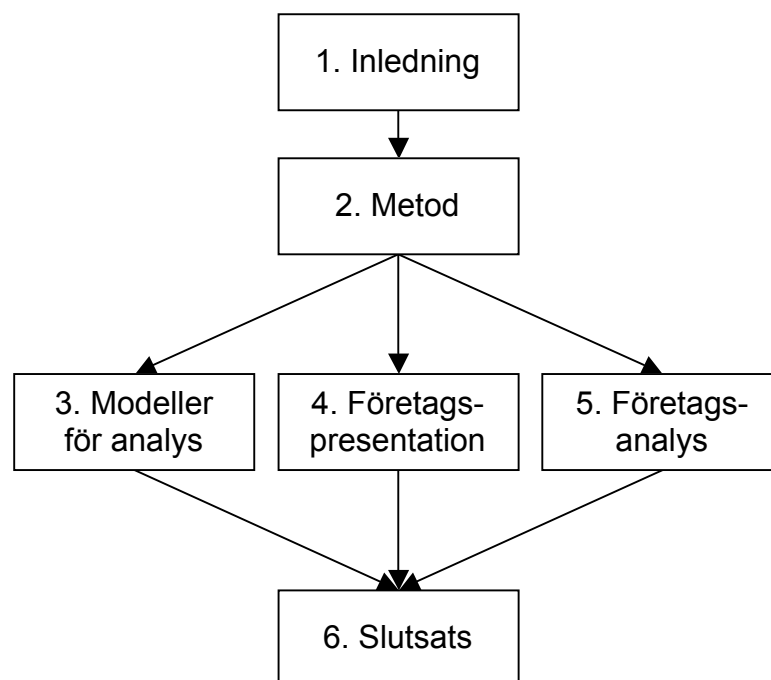 1. Inledning
2. Metod
3. Modeller
för analys
4. Företags-
presentation
5. Företags-
analys
6. Slutsats